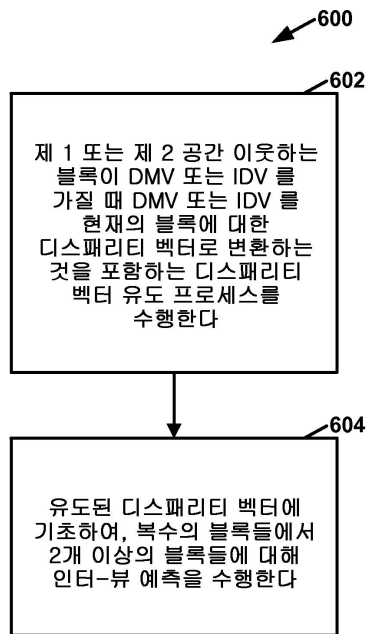 600
602
제 1 또는 제 2 공간 이웃하는
블록이 DMV 또는 IDV 를
가질 때 DMV 또는 IDV 를
현재의 블록에 대한
디스패리티 벡터로 변환하는
것을 포함하는 디스패리티
벡터 유도 프로세스를
수행한다
604
유도된 디스패리티 벡터에
기초하여, 복수의 블록들에서
2개 이상의 블록들에 대해
인터-뷰 예측을 수행한다